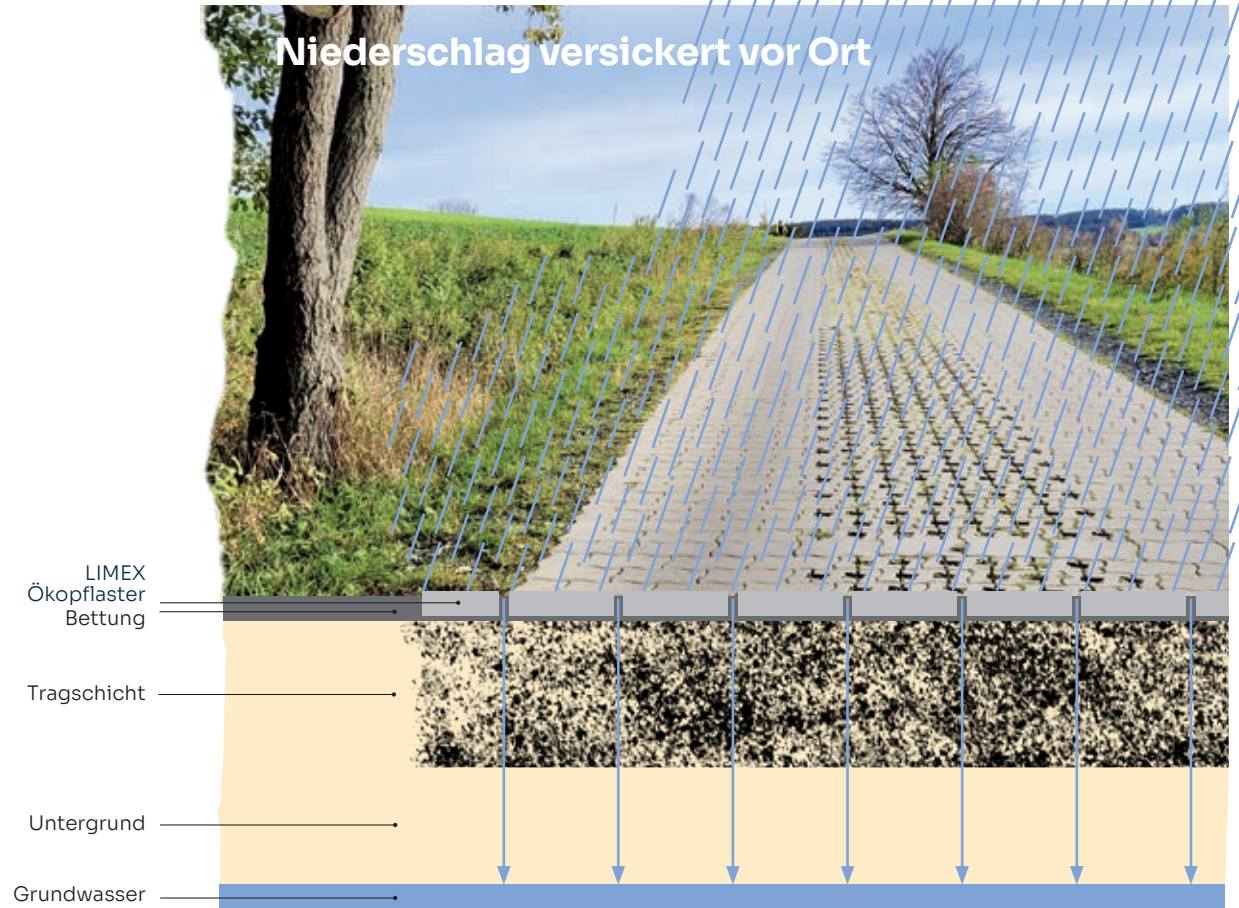 Niederschlag versickert vor Ort
LIMEX
Ökopflaster
Bettung
Tragschicht
Untergrund
Grundwasser